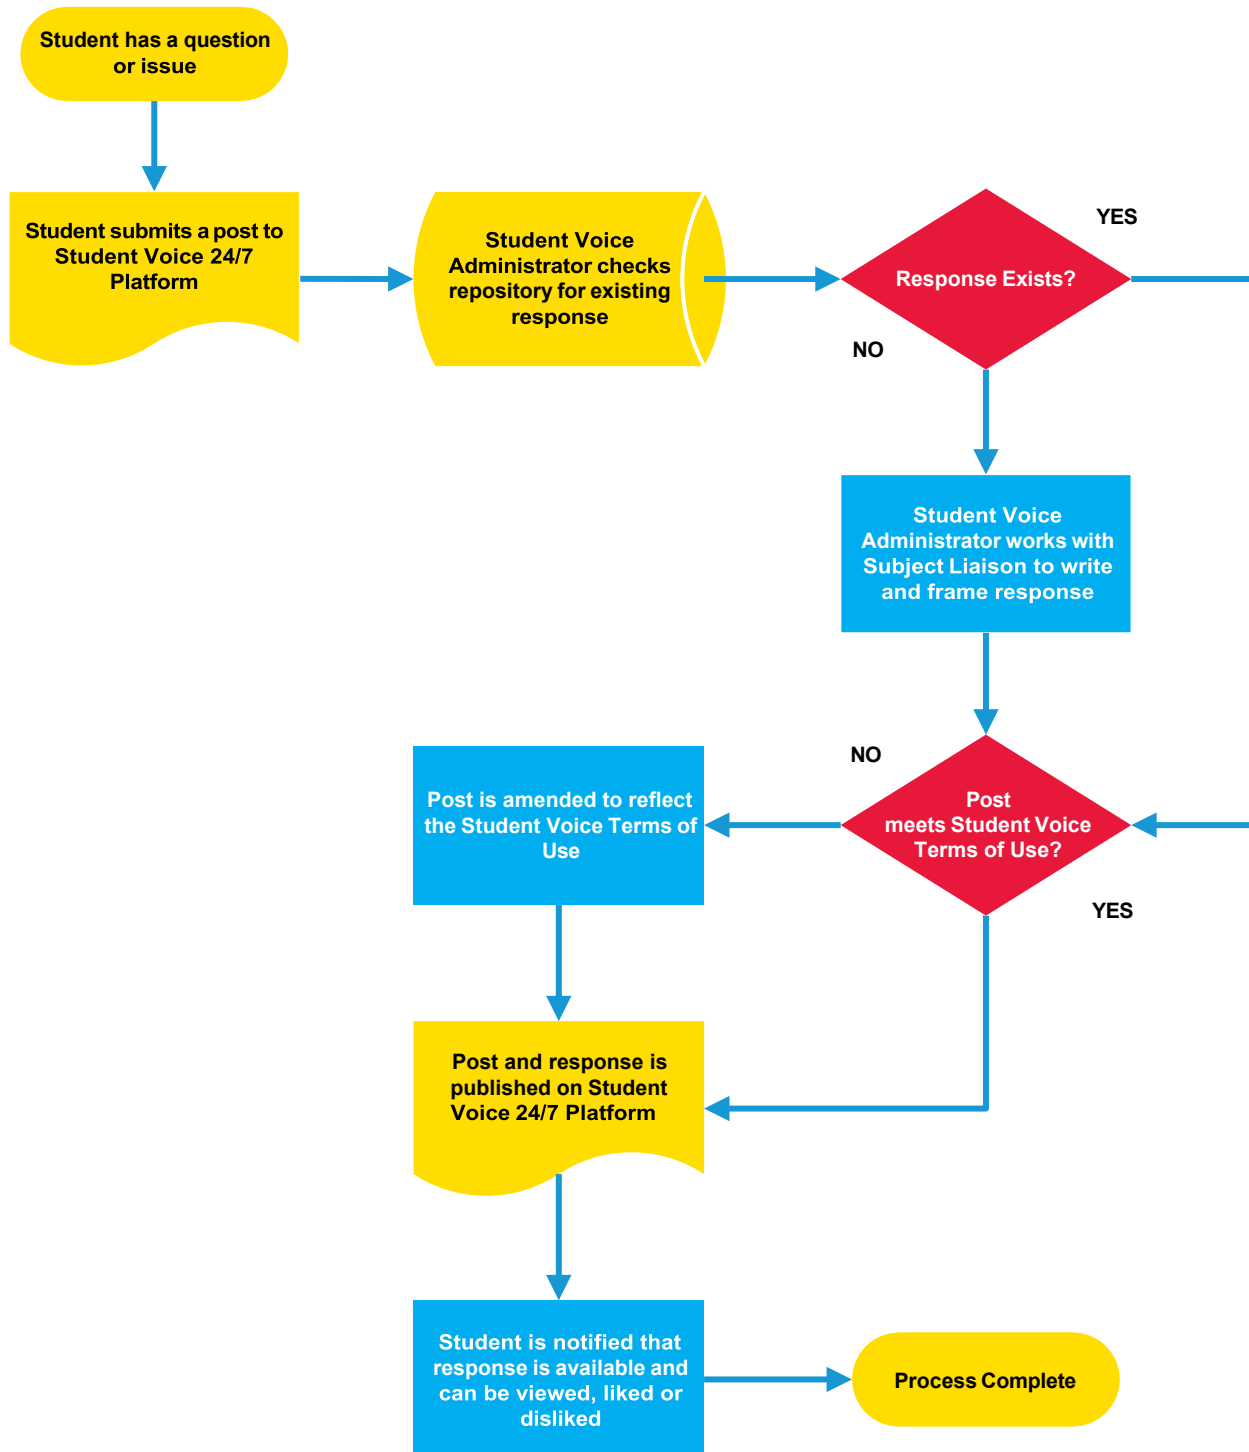 Student has a question
or issue
Student submits a post to
Student Voice 24/7
Platform
Student Voice
Administrator checks
repository for existing
response
Response Exists?
YES
NO
Student Voice
Administrator works with
Subject Liaison to write
and frame response
NO
Post
meets Student Voice
Terms of Use?
YES
Post is amended to reflect
the Student Voice Terms of
Use
Post and response is
published on Student
Voice 24/7 Platform
Student is notified that
response is available and
can be viewed, liked or
disliked
Process Complete